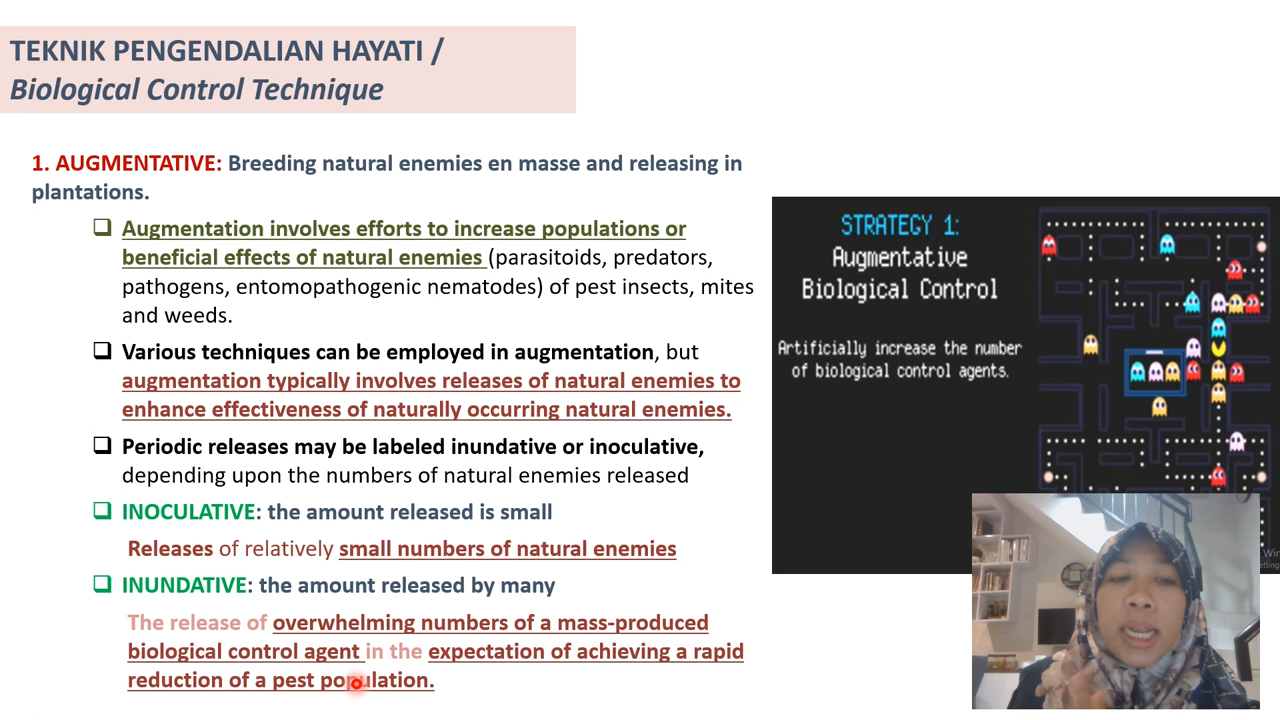 TEKNIK PENGENDALIAN HAYATI /
Biological Control Technique
1. AUGMENTATIVE: Breeding natural enemies en masse and releasing in
plantations.
Augmentation involves efforts to increase populations or
beneficial effects of natural enemies (parasitoids, predators,
pathogens, entomopathogenic nematodes) of pest insects, mites
and weeds.
Various techniques can be employed in augmentation, but
augmentation typically involves releases of natural enemies to
enhance effectiveness of naturally occurring natural enemies.
Periodic releases may be labeled inundative or inoculative,
depending upon the numbers of natural enemies released
INOCULATIVE: the amount released is small
Releases of relatively small numbers of natural enemies
INUNDATIVE: the amount released by many
The release of overwhelming numbers of a mass-produced
biological control agent in the expectation of achieving a rapid
reduction of a pest population.
STRATEGY 1:
Augmentative
Biological Control
Artificially increase the number
of biological control agents.